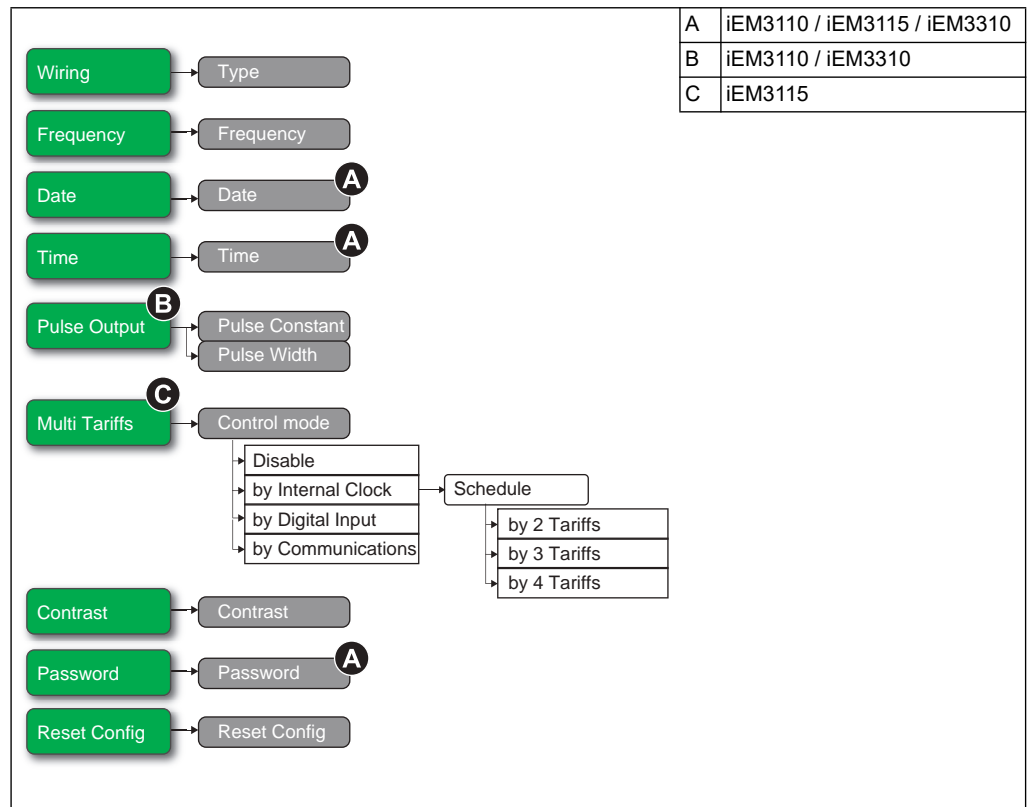 A iEM3110 / iEM3115 / iEM3310
B iEM3110 / iEM3310
C iEM3115
Wiring Type
Frequency Frequency
Date Date A
Time Time A
Pulse Output B Pulse Constant
Pulse Width
Multi Tariffs C Control mode
Disable
by Internal Clock Schedule
by Digital Input by 2 Tariffs
by Communications by 3 Tariffs
by 4 Tariffs
Contrast Contrast
Password Password A
Reset Config Reset Config